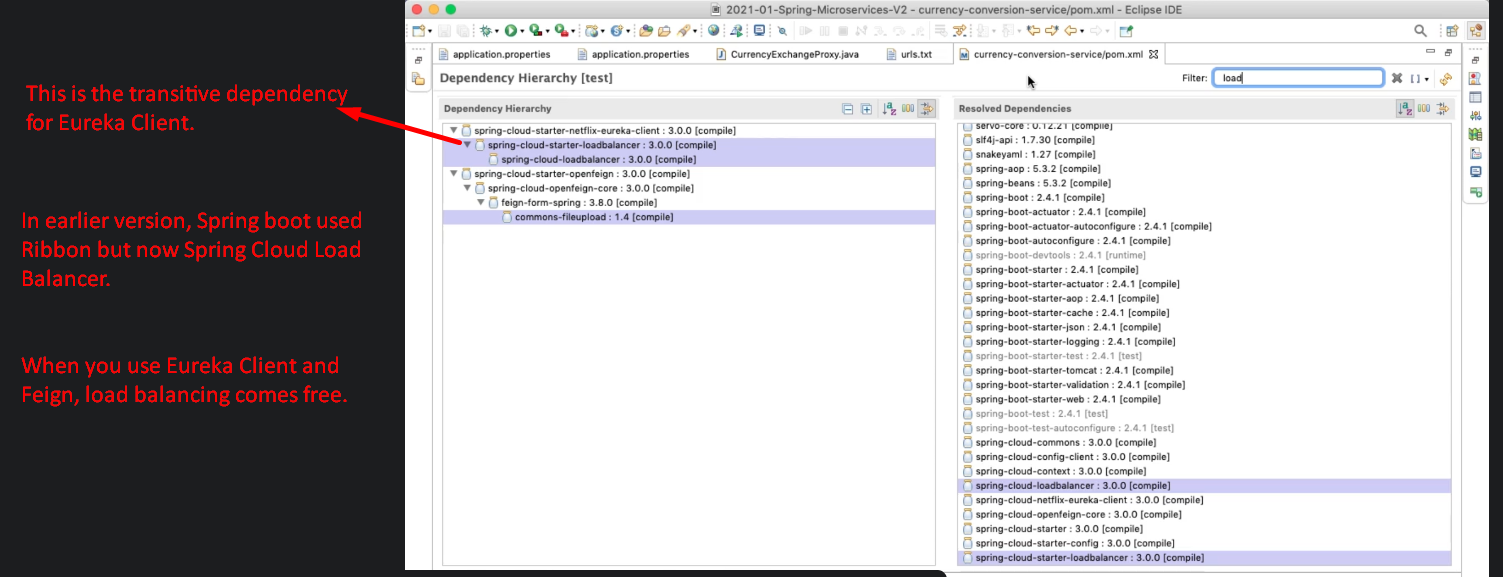 2021-01-Spring-Microservices-V2 - currency-conversion-service/pom.xml - Eclipse IDE
application.properties
application.properties
CurrencyExchangeProxy.java
urls.txt
currency-conversion-service/pom.xml
Dependency Hierarchy [test]
Filter:
load
This is the transitive dependency
for Eureka Client.
In earlier version, Spring boot used
Ribbon but now Spring Cloud Load
Balancer.
When you use Eureka Client and
Feign, load balancing comes free.
Dependency Hierarchy
spring-cloud-starter-netflix-eureka-client : 3.0.0 [compile]
spring-cloud-starter-loadbalancer : 3.0.0 [compile]
spring-cloud-loadbalancer : 3.0.0 [compile]
spring-cloud-starter-openfeign : 3.0.0 [compile]
spring-cloud-openfeign-core : 3.0.0 [compile]
feign-form-spring : 3.8.0 [compile]
commons-fileupload : 1.4 [compile]
Resolved Dependencies
servo-core : 0.12.21 [compile]
slf4j-api : 1.7.30 [compile]
snakeyaml : 1.27 [compile]
spring-aop : 5.3.2 [compile]
spring-beans : 5.3.2 [compile]
spring-boot : 2.4.1 [compile]
spring-boot-actuator : 2.4.1 [compile]
spring-boot-actuator-autoconfigure : 2.4.1 [compile]
spring-boot-autoconfigure : 2.4.1 [compile]
spring-boot-devtools : 2.4.1 [runtime]
spring-boot-starter : 2.4.1 [compile]
spring-boot-starter-actuator : 2.4.1 [compile]
spring-boot-starter-aop : 2.4.1 [compile]
spring-boot-starter-cache : 2.4.1 [compile]
spring-boot-starter-json : 2.4.1 [compile]
spring-boot-starter-logging : 2.4.1 [compile]
spring-boot-starter-test : 2.4.1 [test]
spring-boot-starter-tomcat : 2.4.1 [compile]
spring-boot-starter-validation : 2.4.1 [compile]
spring-boot-starter-web : 2.4.1 [compile]
spring-boot-test : 2.4.1 [test]
spring-boot-test-autoconfigure : 2.4.1 [test]
spring-cloud-commons : 3.0.0 [compile]
spring-cloud-config-client : 3.0.0 [compile]
spring-cloud-context : 3.0.0 [compile]
spring-cloud-loadbalancer : 3.0.0 [compile]
spring-cloud-netflix-eureka-client : 3.0.0 [compile]
spring-cloud-openfeign-core : 3.0.0 [compile]
spring-cloud-starter : 3.0.0 [compile]
spring-cloud-starter-config : 3.0.0 [compile]
spring-cloud-starter-loadbalancer : 3.0.0 [compile]